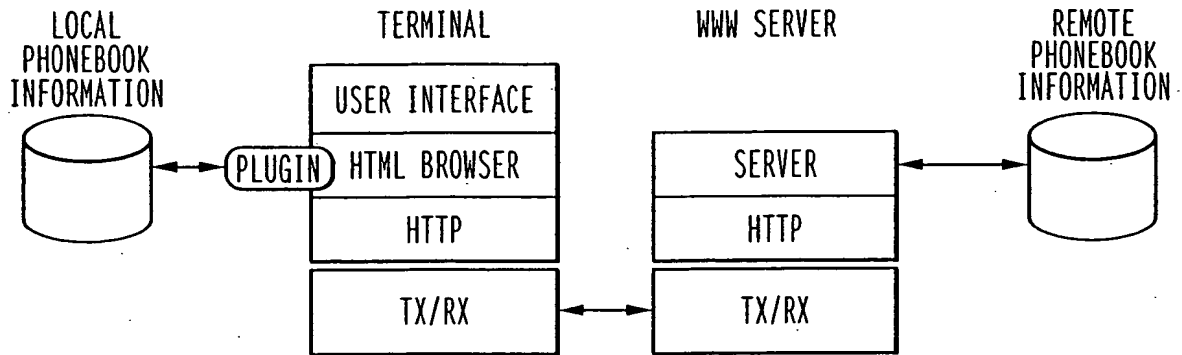 LOCAL
PHONEBOOK
INFORMATION
TERMINAL
WWW SERVER
REMOTE
PHONEBOOK
INFORMATION
USER INTERFACE
PLUGIN
HTML BROWSER
SERVER
HTTP
HTTP
TX/RX
TX/RX